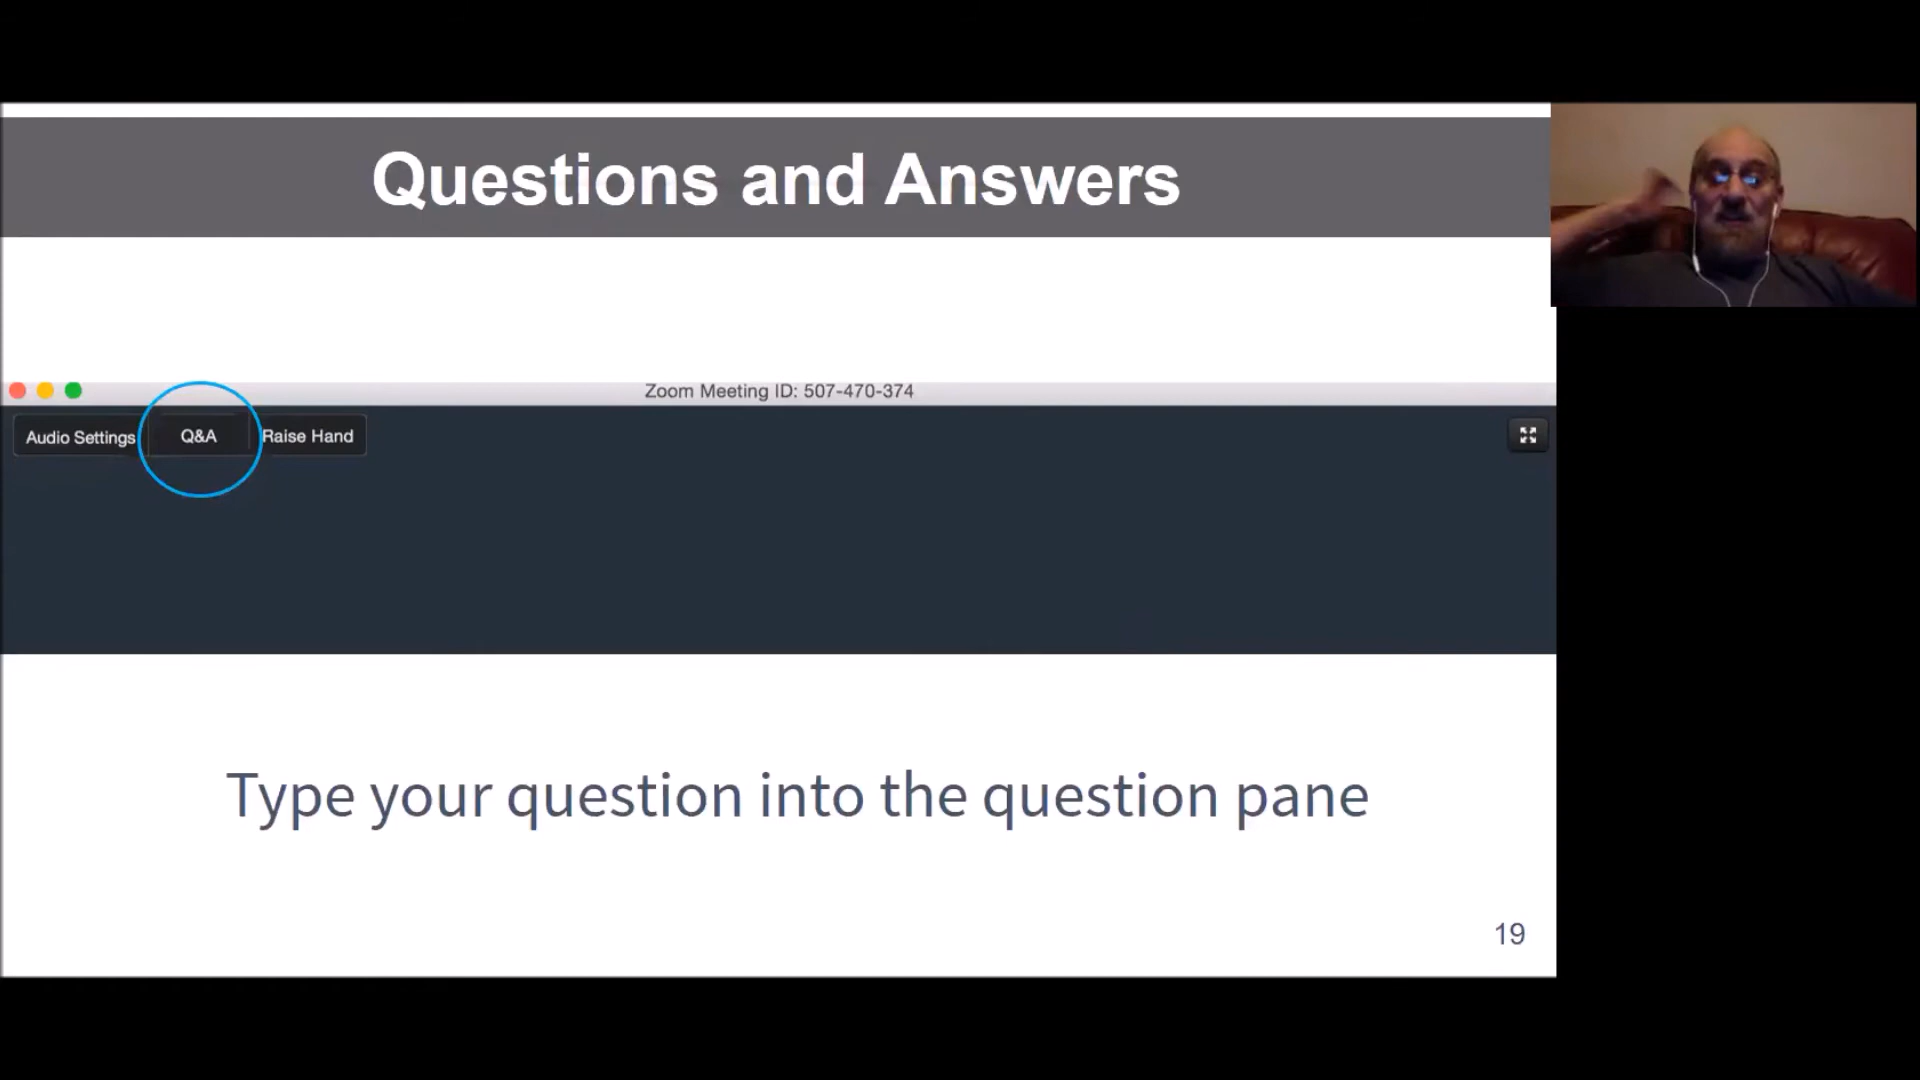 Questions and Answers
Zoom Meeting ID: 507-470-374
Audio Settings Q&A Raise Hand
Type your question into the question pane
19